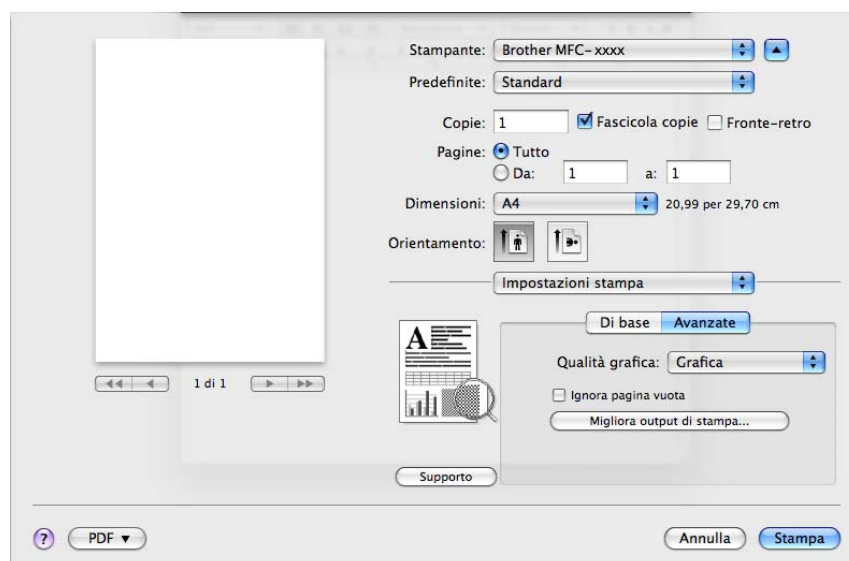 Stampante: Brother MFC- xxxx
Predefinite: Standard
Copie: 1 Fascicola copie Fronte-retro
Pagine: Tutto
Da: 1 a: 1
Dimensioni: A4 20,99 per 29,70 cm
Orientamento:
Impostazioni stampa
Di base Avanzate
A
Qualità grafica: Grafica
1 di 1
Ignora pagina vuota
Migliora output di stampa...
Supporto
? PDF Annulla Stampa